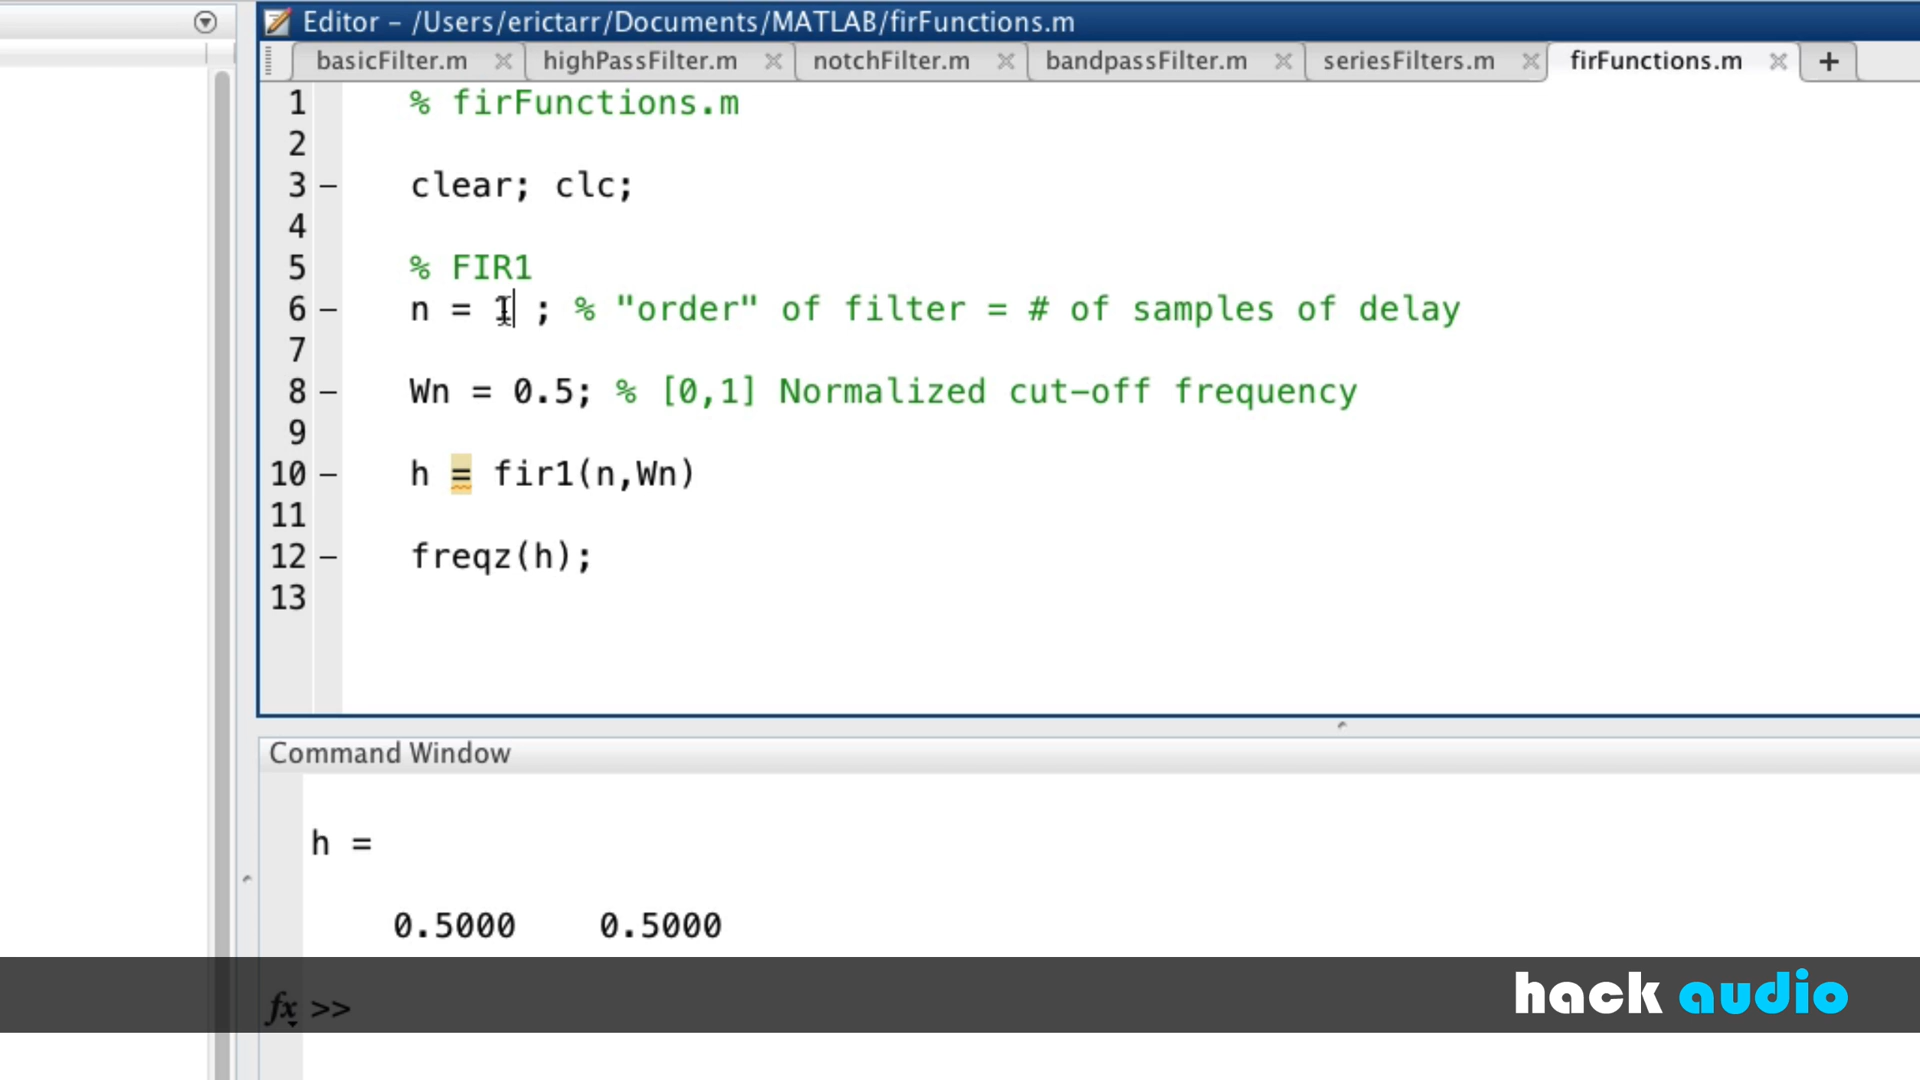 Editor – /Users/erictarr/Documents/MATLAB/firFunctions.m
basicFilter.m highPassFilter.m notchFilter.m bandpassFilter.m seriesFilters.m firFunctions.m +
1 % firFunctions.m
2
3 – clear; clc;
4
5 % FIR1
6 – n = 1 ; % "order" of filter = # of samples of delay
7
8 – Wn = 0.5; % [0,1] Normalized cut-off frequency
9
10 – h = fir1(n,Wn)
11
12 – freqz(h);
13
Command Window
h =
0.5000 0.5000
fx >>
hack audio